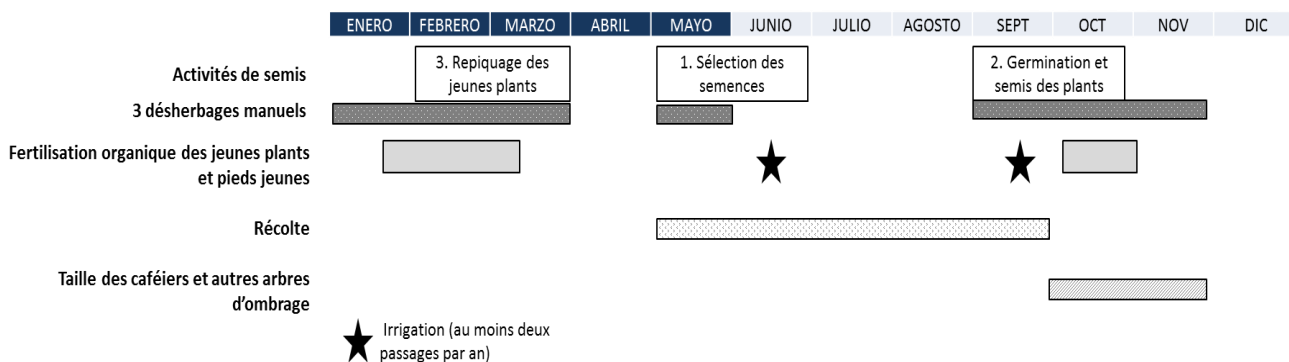 ENERO FEBRERO MARZO ABRIL MAYO JUNIO JULIO AGOSTO SEPT OCT NOV DIC
Activités de semis
3. Repiquage des
jeunes plants
1. Sélection des
semences
2. Germination et
semis des plants
3 désherbages manuels
Fertilisation organique des jeunes plants
et pieds jeunes
Récolte
Taille des caféiers et autres arbres
d'ombrage
Irrigation (au moins deux
passages par an)